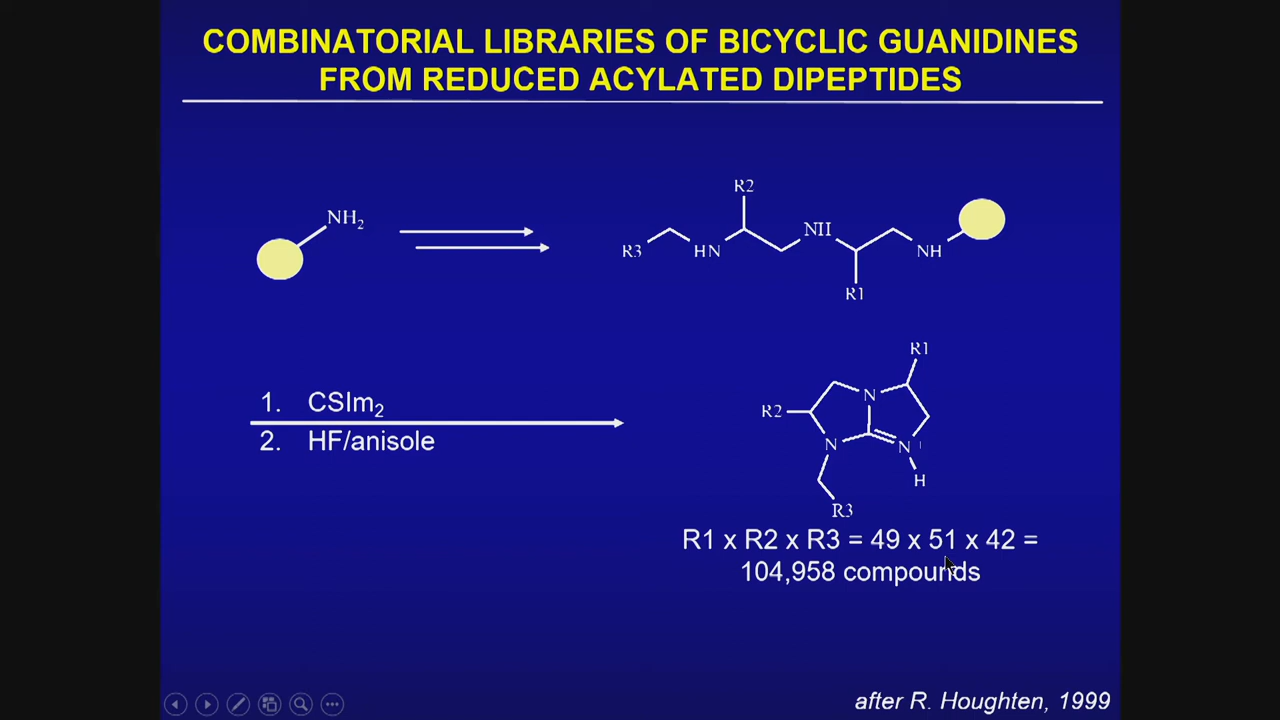 COMBINATORIAL LIBRARIES OF BICYCLIC GUANIDINES
FROM REDUCED ACYLATED DIPEPTIDES
NH2
R2
NH
R3
HN
NH
R1
R1
1. CSIm2
2. HF/anisole
R2
N
N
N+
H
R3
R1 x R2 x R3 = 49 x 51 x 42 =
104,958 compounds
after R. Houghten, 1999